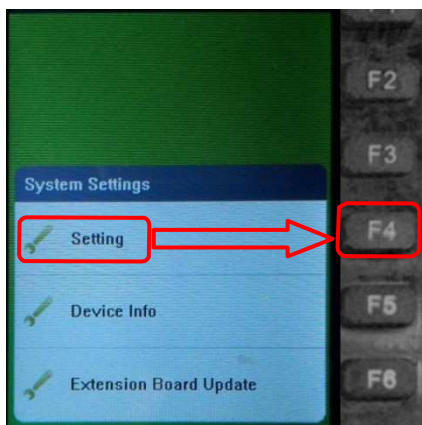 F2
F3
System Settings
Setting
F4
Device Info
F5
Extension Board Update
F6